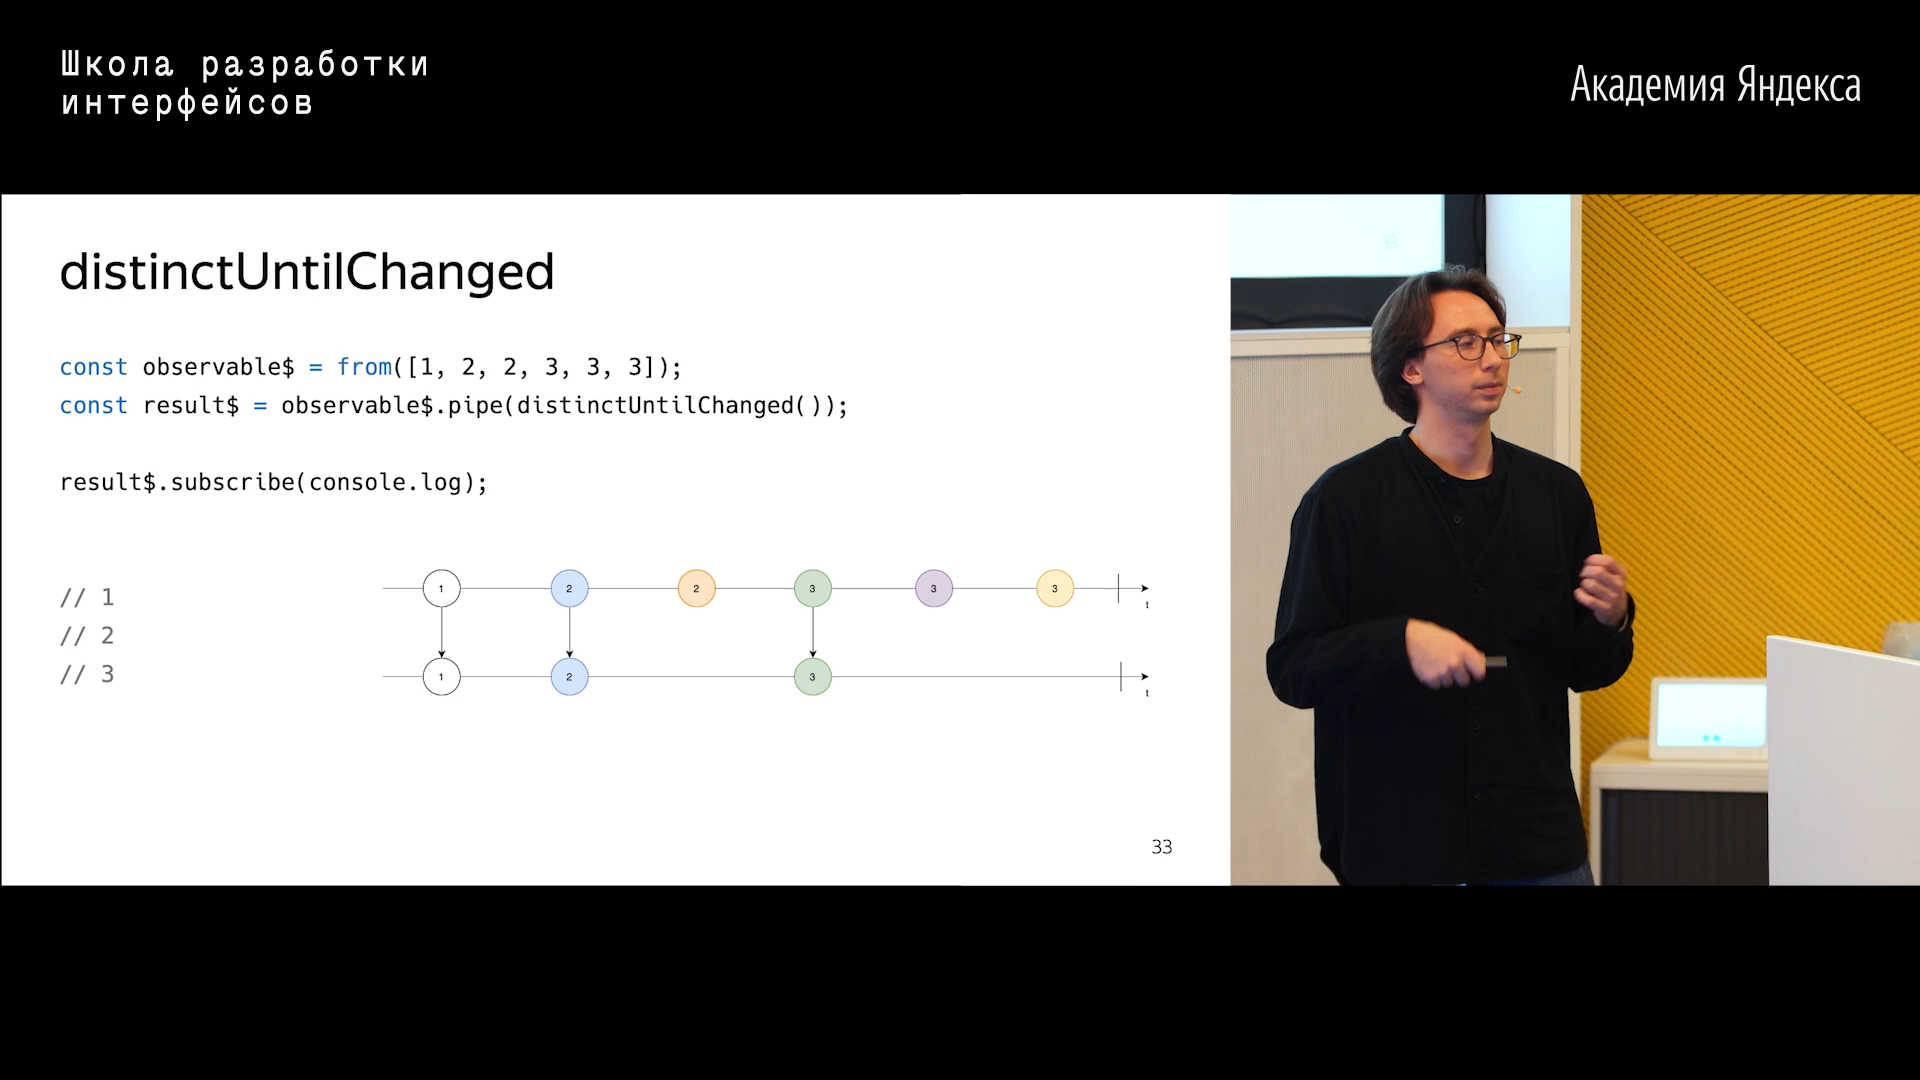 Школа разработки
интерфейсов
Академия Яндекса
distinctUntilChanged
const observable$ = from([1, 2, 2, 3, 3, 3]);
const result$ = observable$.pipe(distinctUntilChanged());
result$.subscribe(console.log);
// 1
// 2
// 3
1 2 2 3 3 3
t
1 2 3
t
33
33